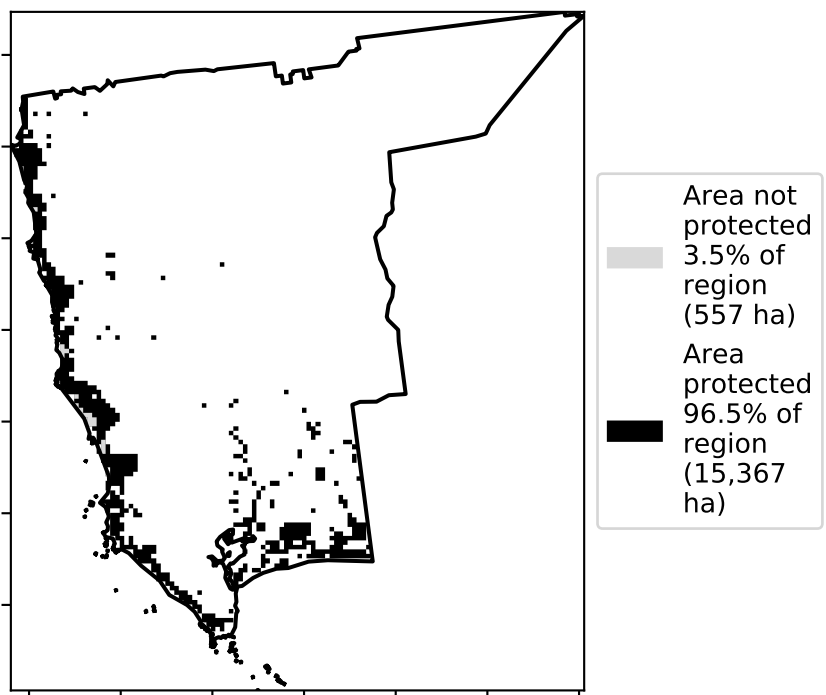 Area not
protected
3.5% of
region
(557 ha)
Area
protected
96.5% of
region
(15,367
ha)